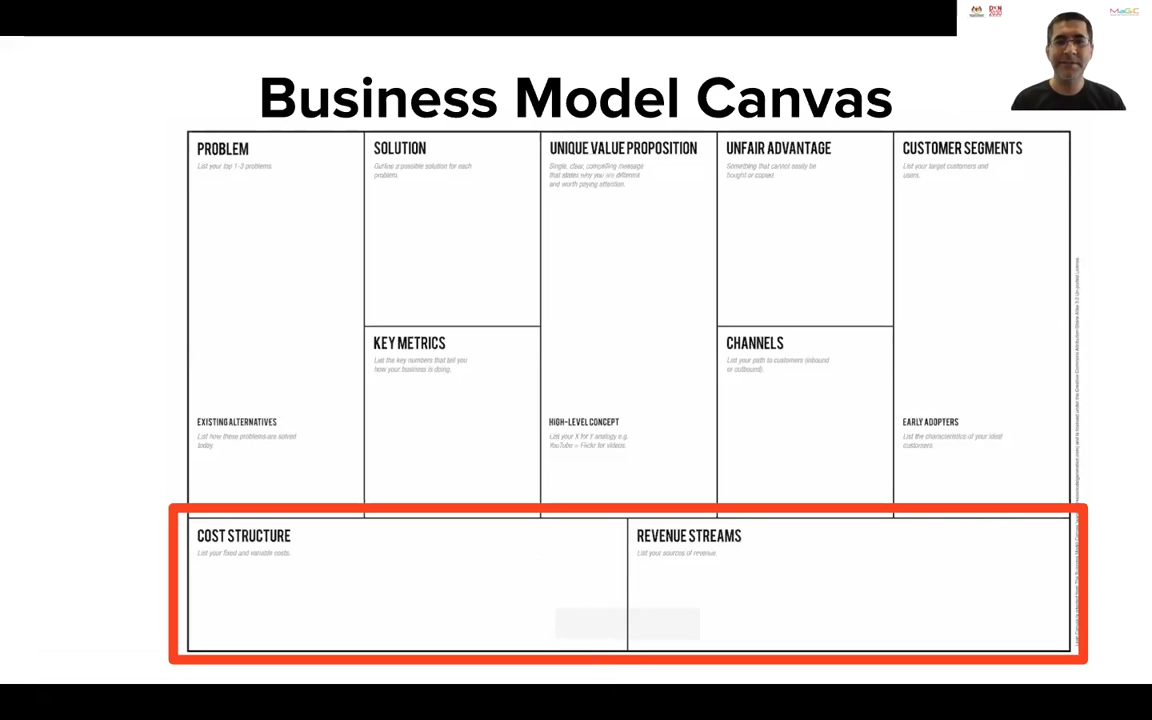 MaGIC
Business Model Canvas
PROBLEM
List your top 1-3 problems.
EXISTING ALTERNATIVES
List how these problems are solved
today
SOLUTION
Outline a possible solution for each
problem.
KEY METRICS
List the key numbers that tell you
how your business is doing.
UNIQUE VALUE PROPOSITION
Single, clear, compelling message
that states why you are different
and worth paying attention.
HIGH-LEVEL CONCEPT
List your X for Y analogy e.g.
YouTube = Flickr for videos.
UNFAIR ADVANTAGE
Something that cannot easily be
bought or copied
CHANNELS
List your path to customers (inbound
or outbound).
CUSTOMER SEGMENTS
List your target customers and
users.
EARLY ADOPTERS
List the characteristics of your ideal
customers.
COST STRUCTURE
List your fixed and variable costs.
REVENUE STREAMS
List your sources of revenue.